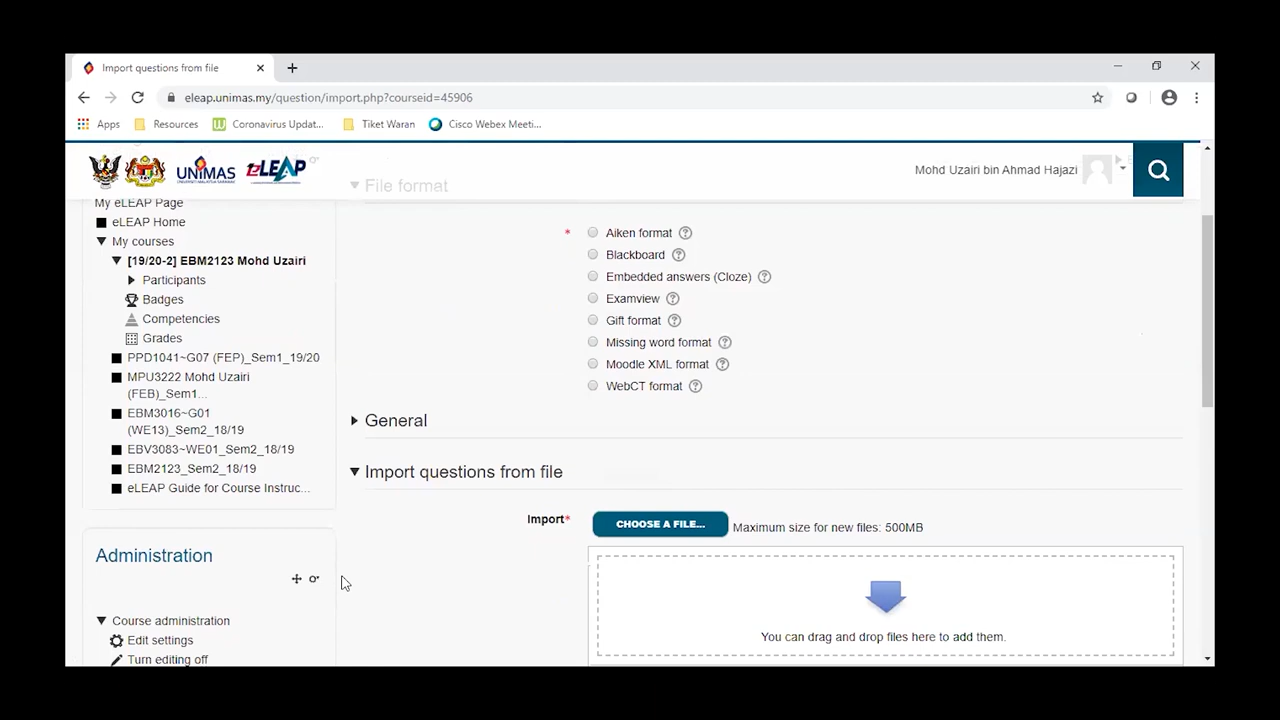 Import questions from file
eleap.unimas.my/question/import.php?courseid=45906
Apps Resources Coronavirus Updat... Tiket Waran Cisco Webex Meeti...
UNIMAS eLEAP
Mohd Uzairi bin Ahmad Hajazi
My eLEAP Page
eLEAP Home
My courses
[19/20-2] EBM2123 Mohd Uzairi
Participants
Badges
Competencies
Grades
PPD1041~G07 (FEP)_Sem1_19/20
MPU3222 Mohd Uzairi
(FEB)_Sem1...
EBM3016~G01
(WE13)_Sem2_18/19
EBV3083~WE01_Sem2_18/19
EBM2123_Sem2_18/19
eLEAP Guide for Course Instruc...
Administration
Course administration
Edit settings
Turn editing off
File format
* Aiken format
Blackboard
Embedded answers (Cloze)
Examview
Gift format
Missing word format
Moodle XML format
WebCT format
General
Import questions from file
Import* CHOOSE A FILE... Maximum size for new files: 500MB
You can drag and drop files here to add them.